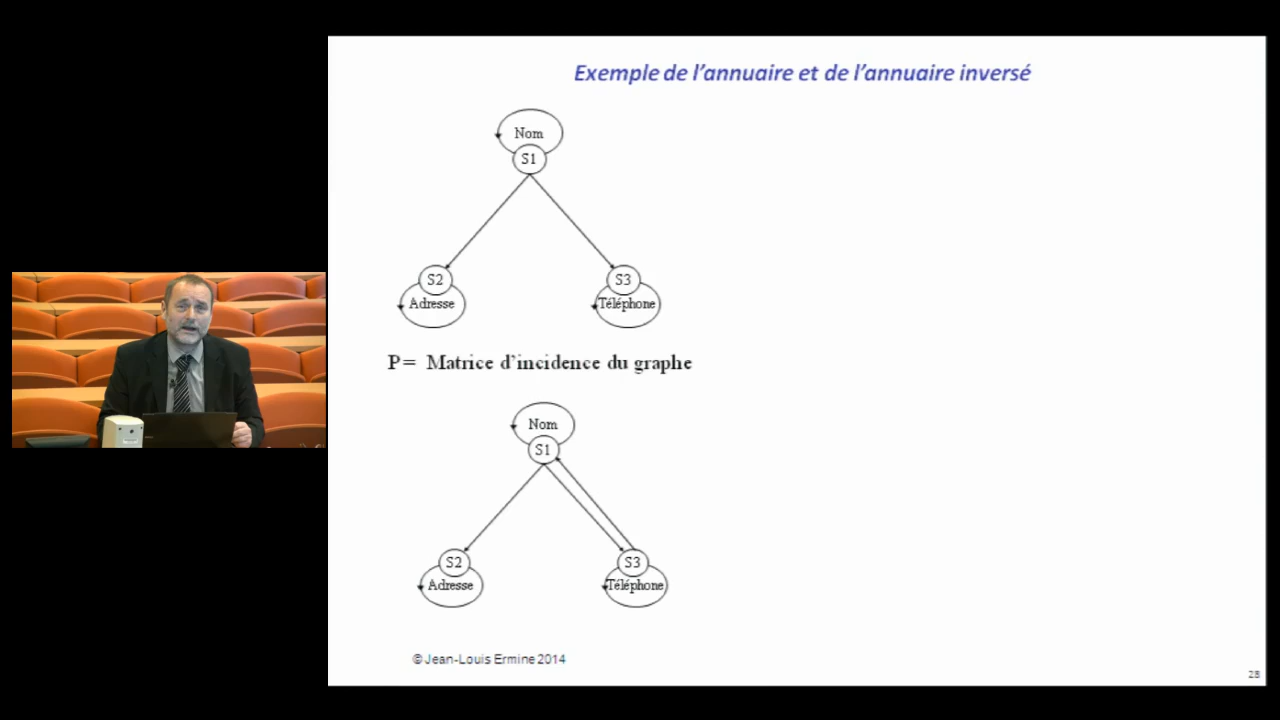 Exemple de l'annuaire et de l'annuaire inversé
Nom
S1
S2
S3
Adresse
Téléphone
P= Matrice d'incidence du graphe
Nom
S1
S2
S3
Adresse
Téléphone
© Jean-Louis Ermine 2014
28